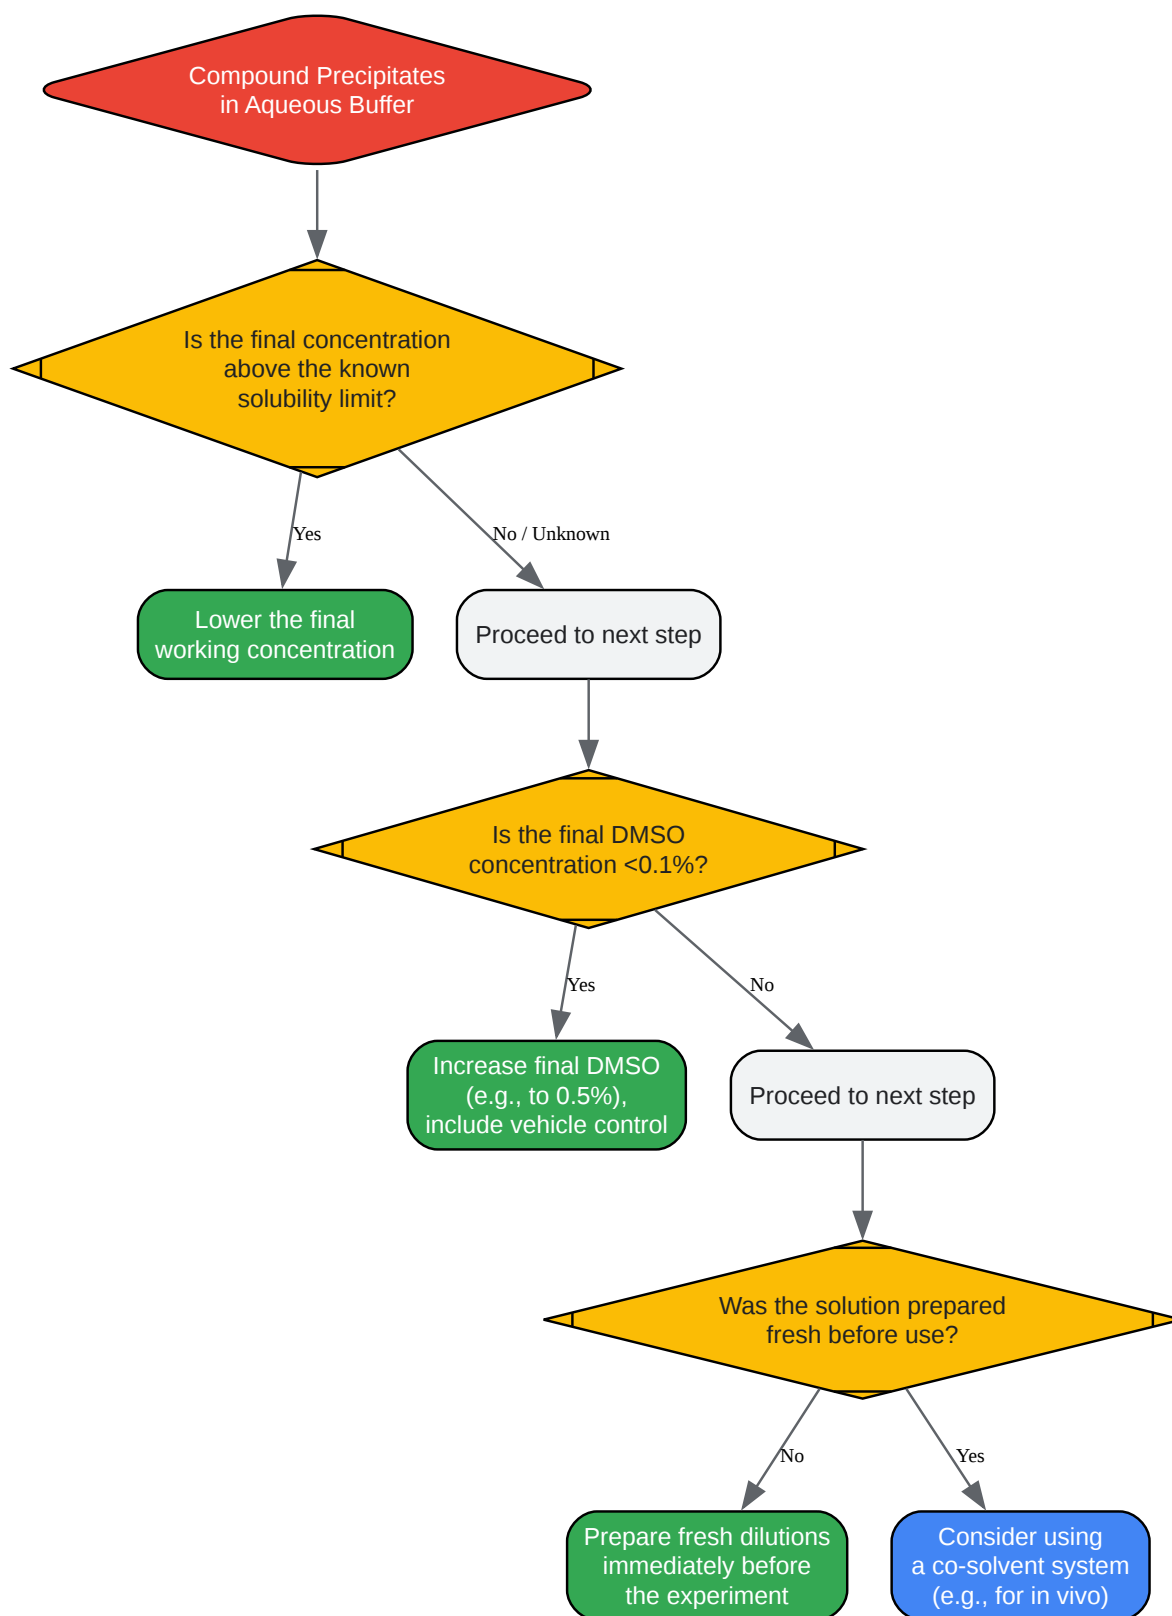 Compound Precipitates
in Aqueous Buffer
Is the final concentration
above the known
solubility limit?
Yes
No / Unknown
Lower the final
working concentration
Proceed to next step
Is the final DMSO
concentration <0.1%?
Yes
No
Increase final DMSO
(e.g., to 0.5%),
include vehicle control
Proceed to next step
Was the solution prepared
fresh before use?
No
Yes
Prepare fresh dilutions
immediately before
the experiment
Consider using
a co-solvent system
(e.g., for in vivo)